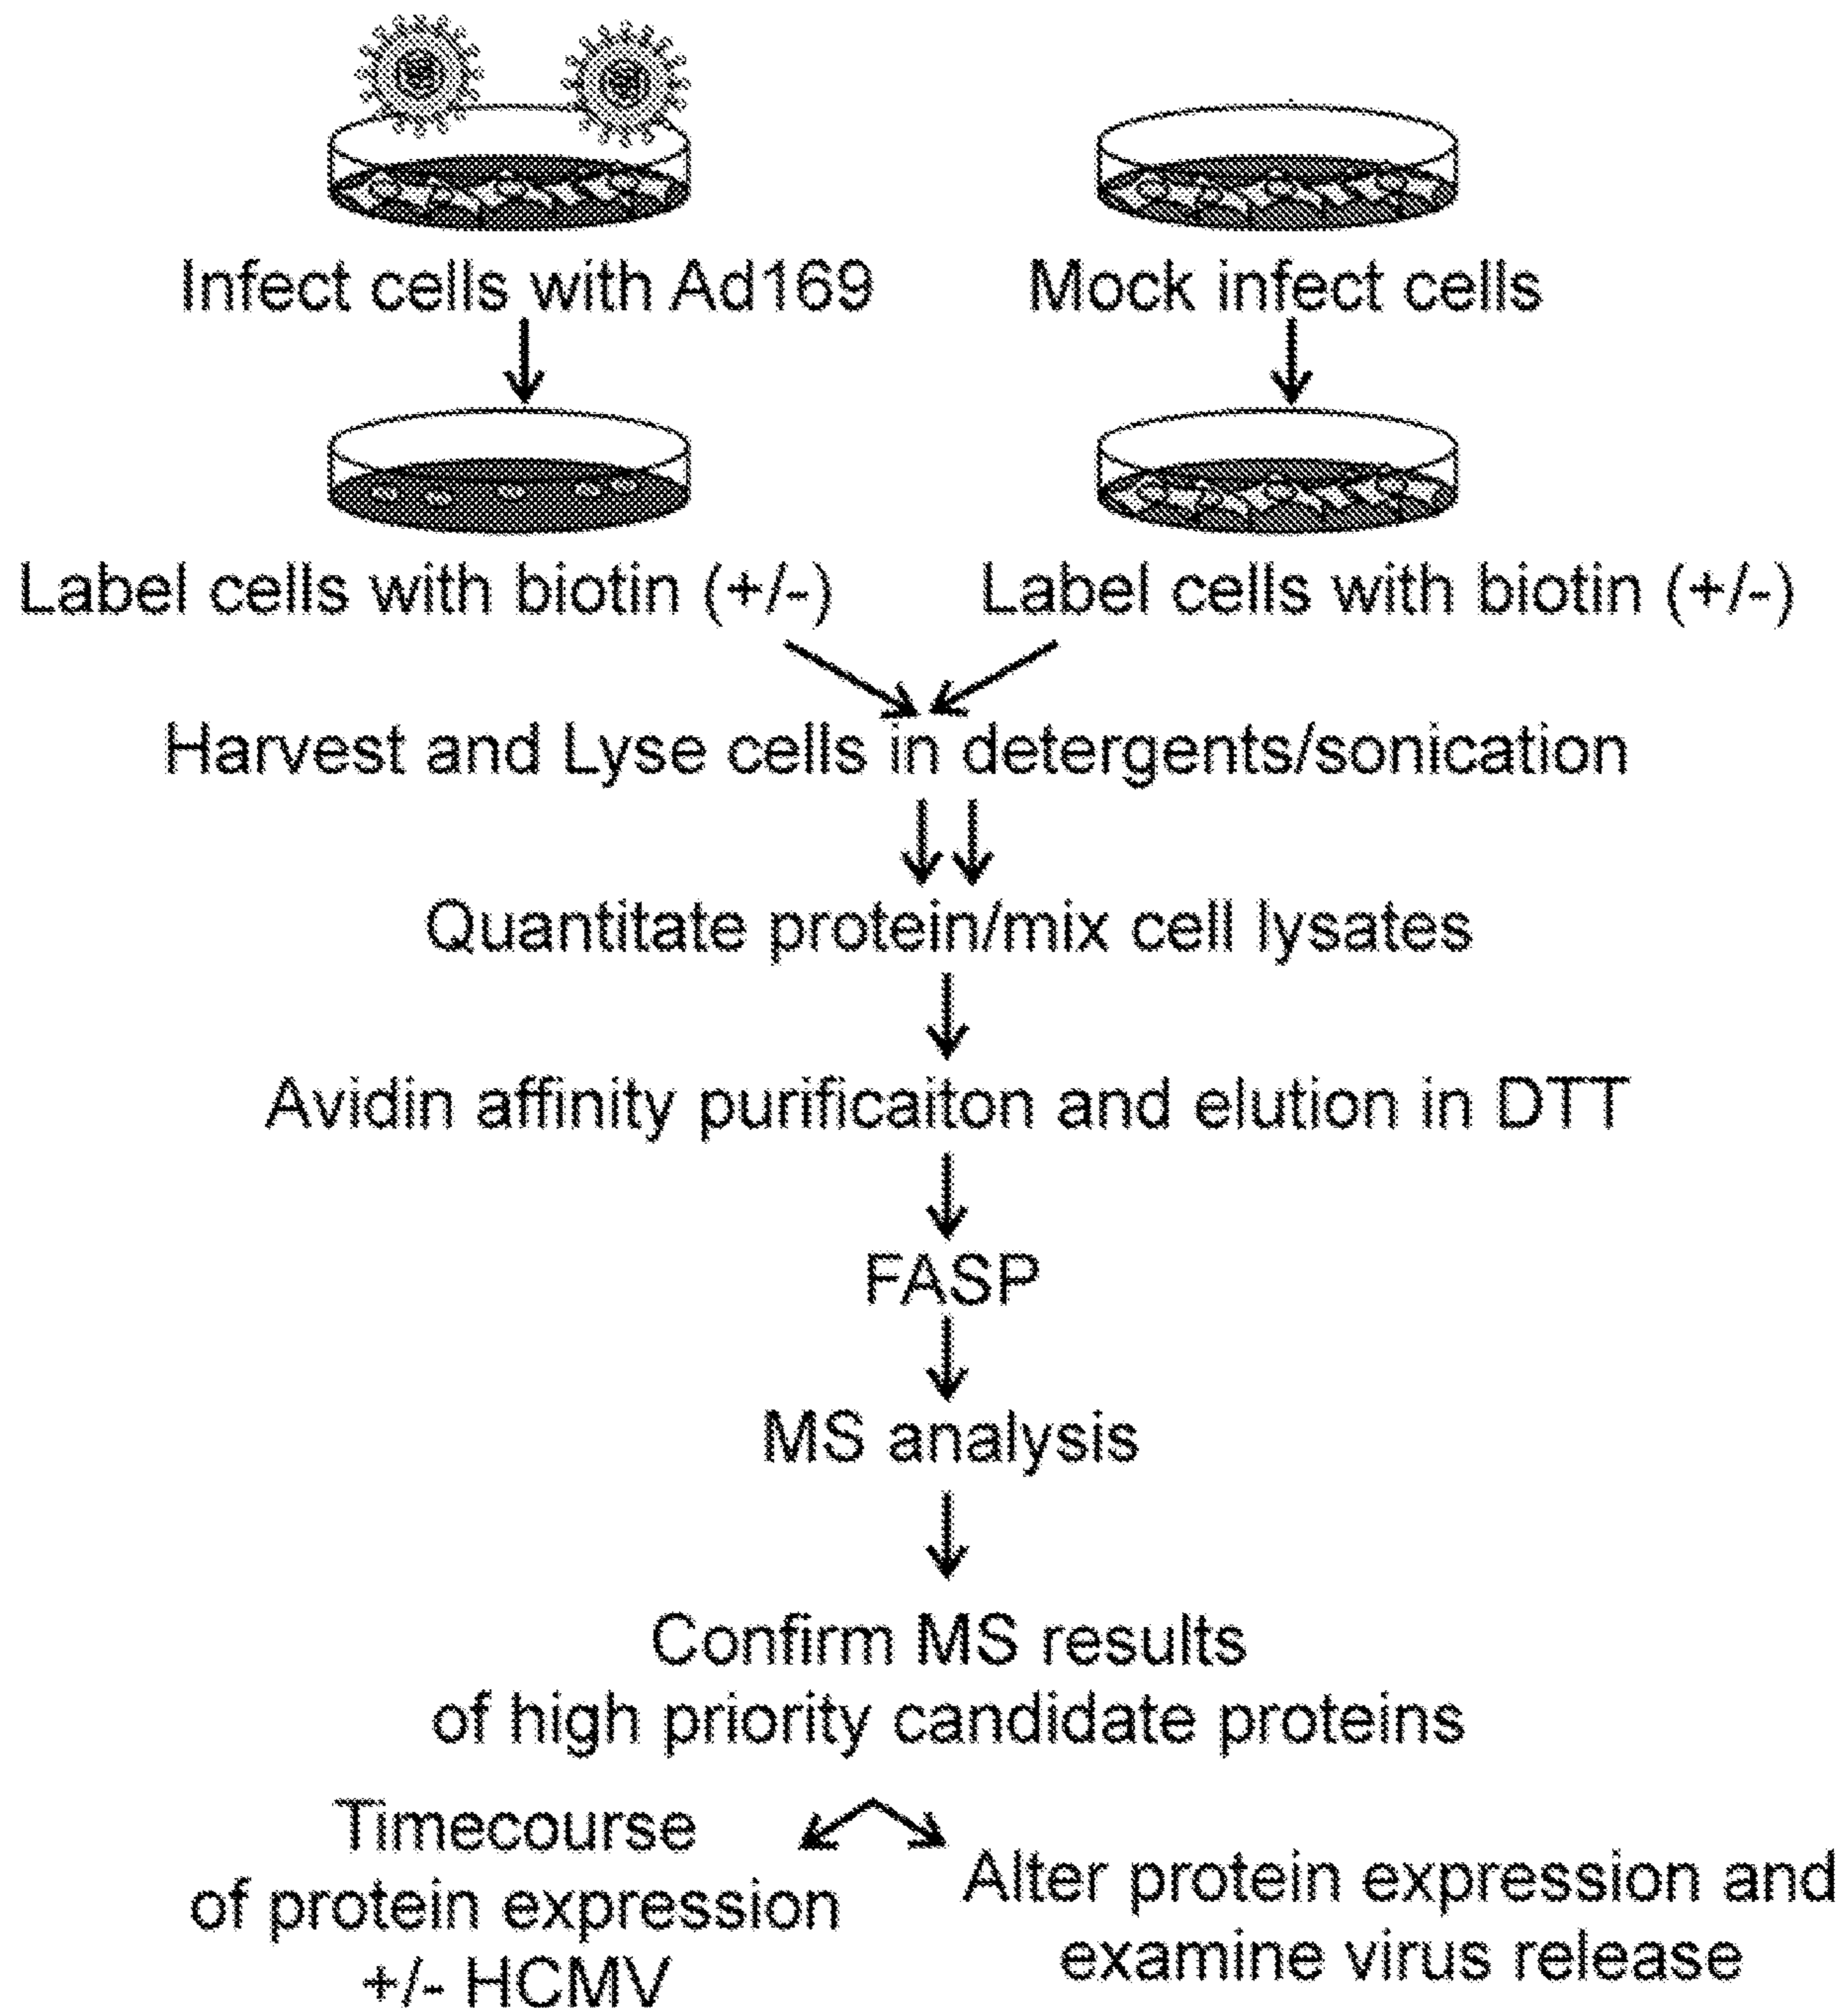 Infect cells with Ad169
Mock infect cells
Label cells with biotin (+/-)
Label cells with biotin (+/-)
Harvest and Lyse cells in detergents/sonication
Quantitate protein/mix cell lysates
Avidin affinity purificaiton and elution in DTT
FASP
MS analysis
Confirm MS results
of high priority candidate proteins
Timecourse
of protein expression
+/- HCMV
Alter protein expression and
examine virus release